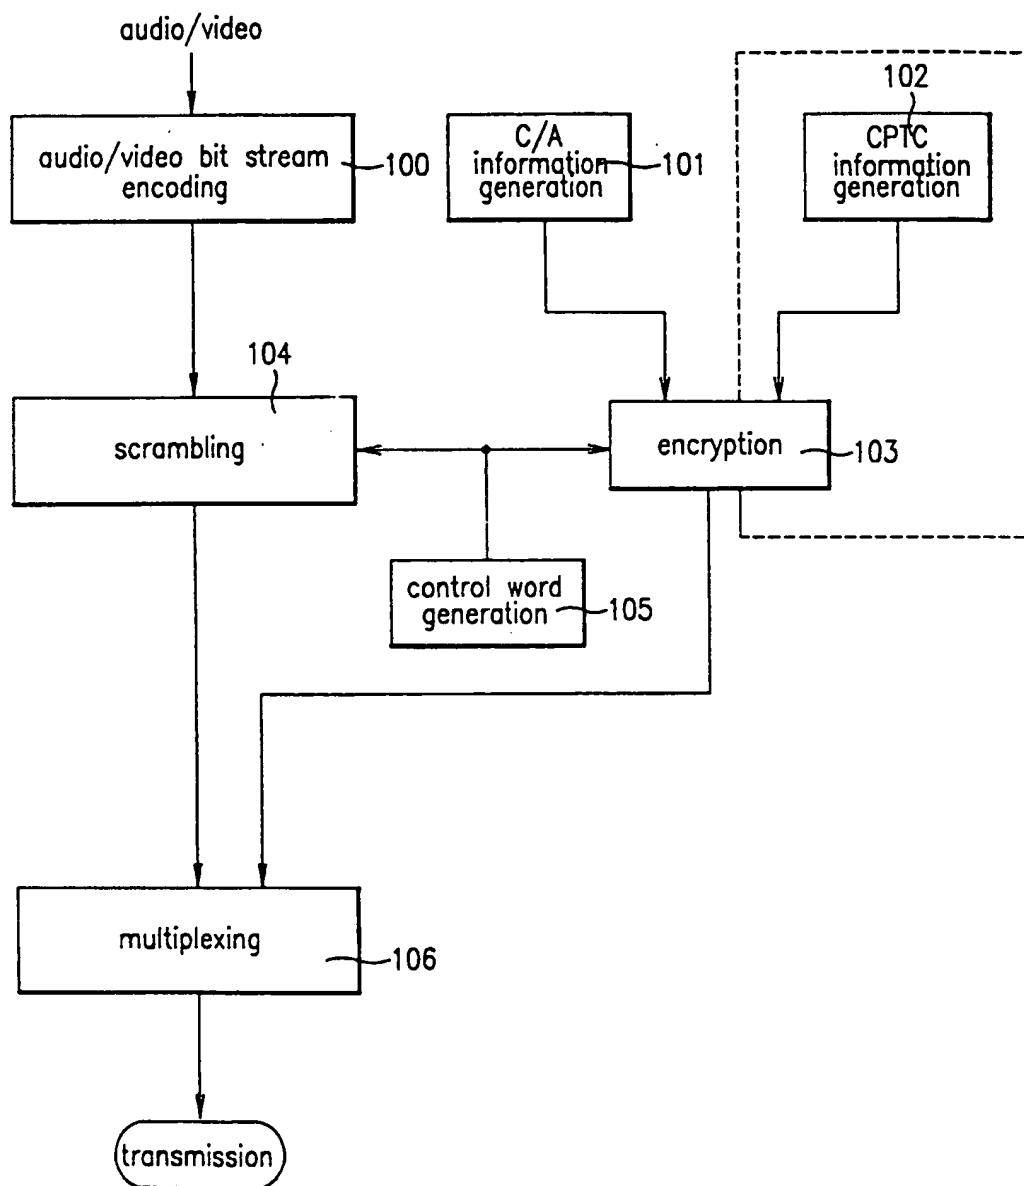 audio/video
audio/video bit stream
encoding
100
C/A
information
generation
101
102
CPTC
information
generation
104
scrambling
encryption
103
control word
generation
105
multiplexing
106
transmission